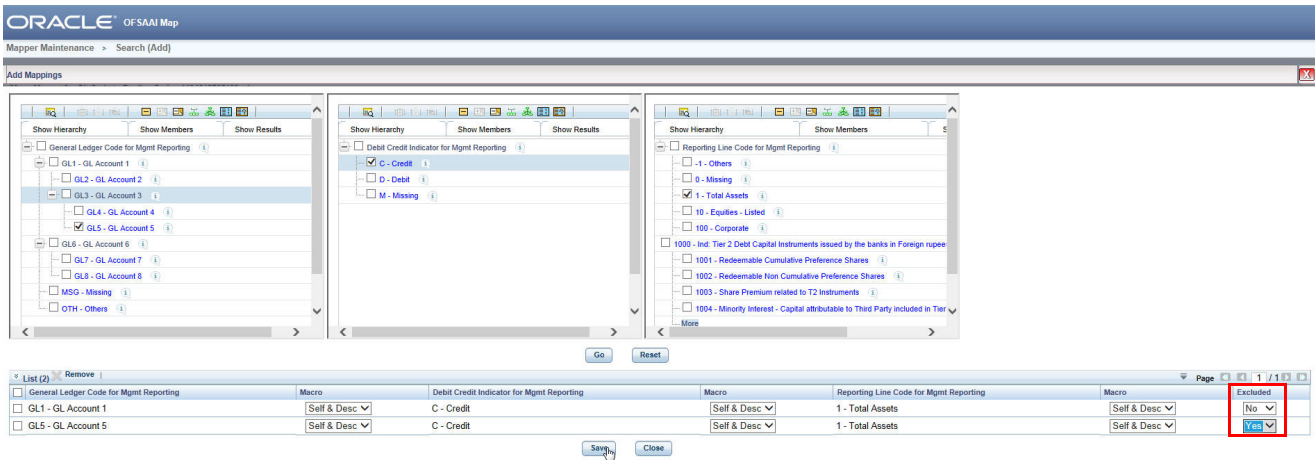 ORACLE® OFSAAI Map
Mapper Maintenance > Search (Add)
Add Mappings
X
Show Hierarchy Show Members Show Results
General Ledger Code for Mgmt Reporting
GL1 - GL Account 1
GL2 - GL Account 2
GL3 - GL Account 3
GL4 - GL Account 4
GL5 - GL Account 5
GL6 - GL Account 6
GL7 - GL Account 7
GL8 - GL Account 8
MSG - Missing
OTH - Others
Show Hierarchy Show Members Show Results
Debit Credit Indicator for Mgmt Reporting
C - Credit
D - Debit
M - Missing
Show Hierarchy Show Members
Reporting Line Code for Mgmt Reporting
-1 - Others
0 - Missing
1 - Total Assets
10 - Equities - Listed
100 - Corporate
1000 - Ind: Tier 2 Debt Capital Instruments issued by the banks in Foreign rupee
1001 - Redeemable Cumulative Preference Shares
1002 - Redeemable Non Cumulative Preference Shares
1003 - Share Premium related to T2 Instruments
1004 - Minority Interest - Capital attributable to Third Party included in Tier
More
Go Reset
List (2) Remove | Page 1 / 1
General Ledger Code for Mgmt Reporting Macro Debit Credit Indicator for Mgmt Reporting Macro Reporting Line Code for Mgmt Reporting Macro Excluded
GL1 - GL Account 1 Self & Desc C - Credit Self & Desc 1 - Total Assets Self & Desc No
GL5 - GL Account 5 Self & Desc C - Credit Self & Desc 1 - Total Assets Self & Desc Yes
Save Close